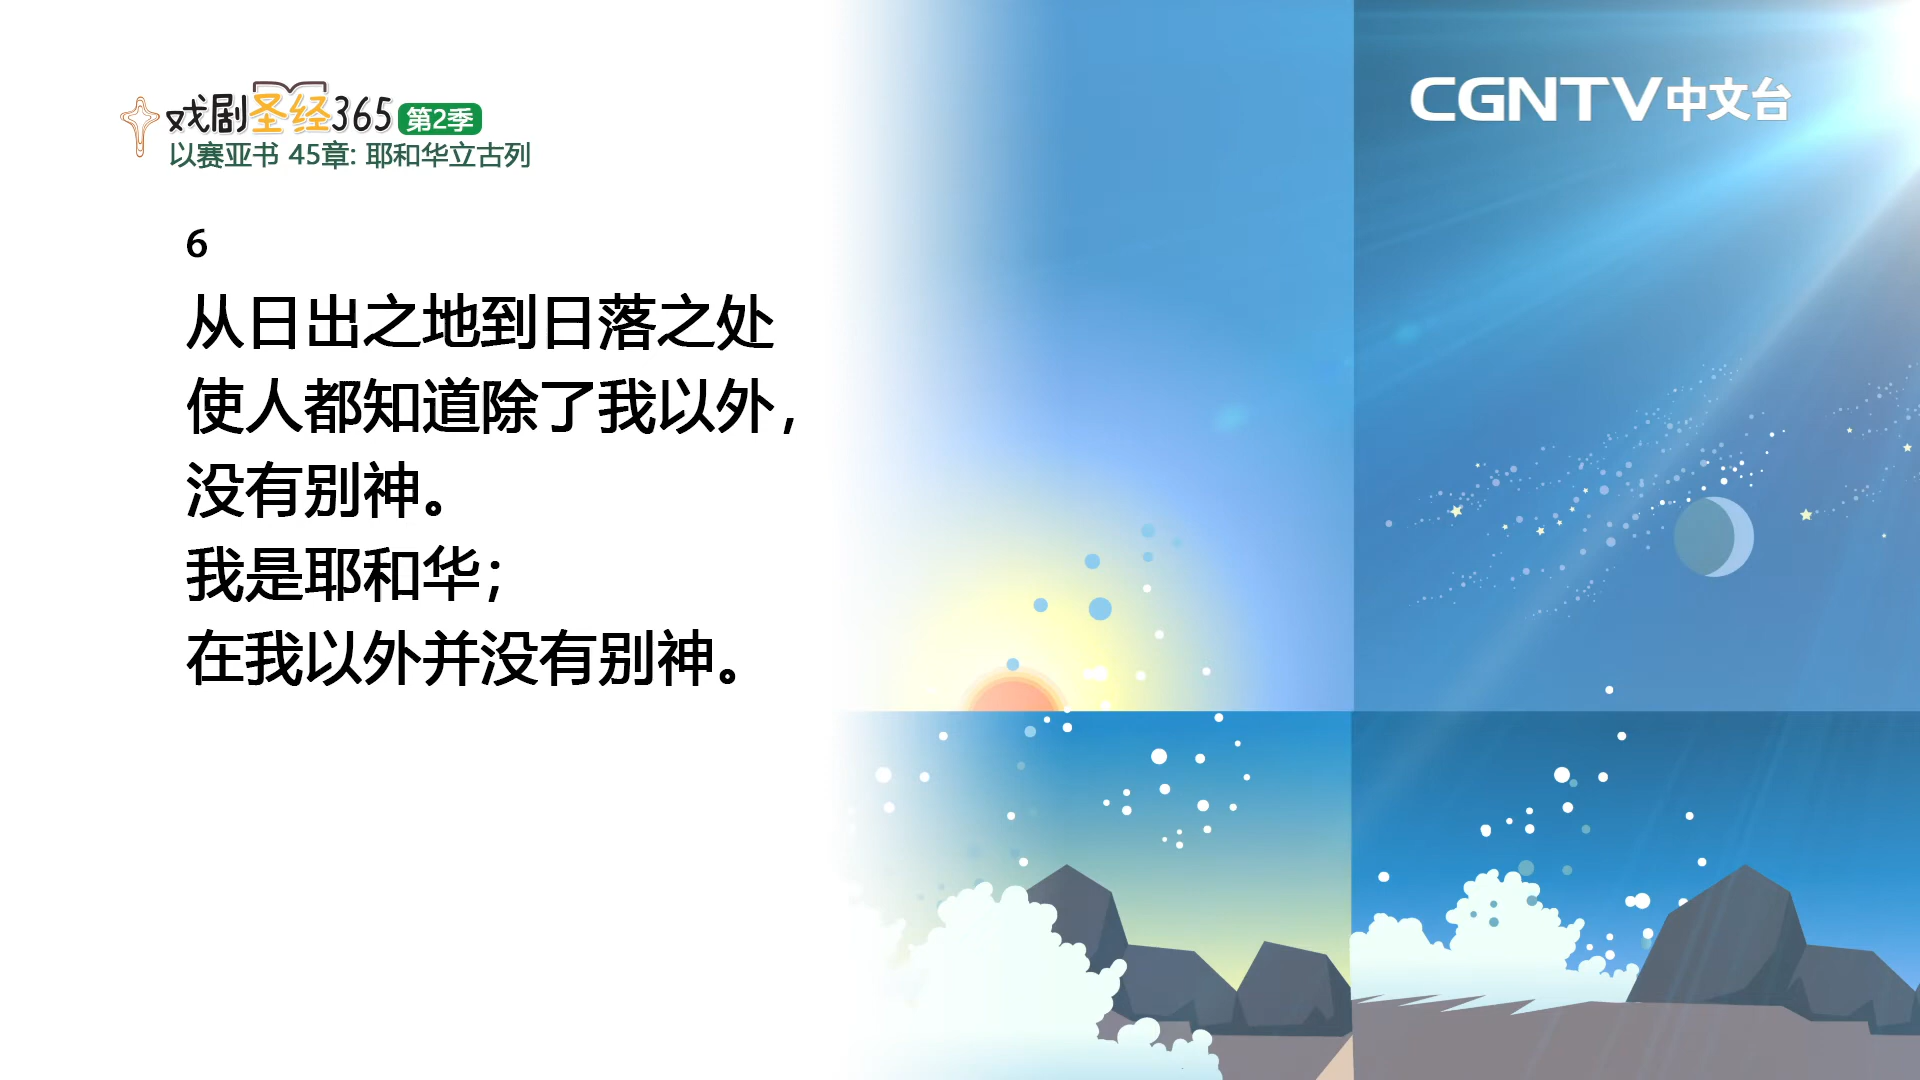 戏剧圣经365 第2季
以赛亚书 45章: 耶和华立古列
CGNTV中文台
6
从日出之地到日落之处
使人都知道除了我以外，
没有别神。
我是耶和华；
在我以外并没有别神。